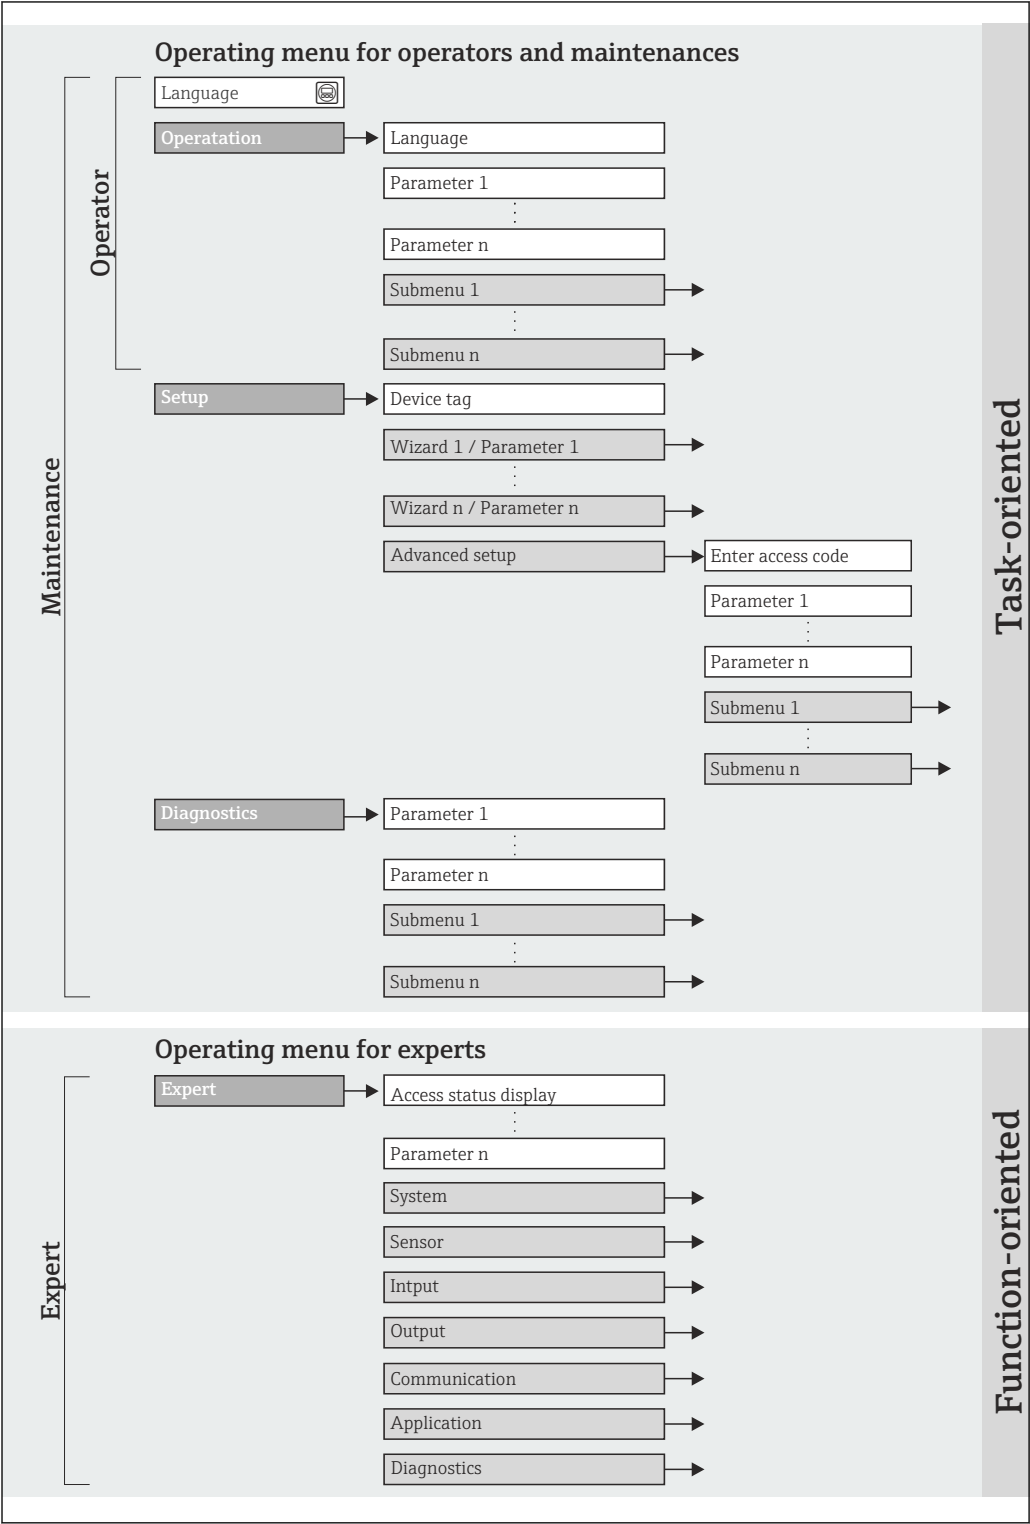 Operating menu for operators and maintenances
Language
Operatation
Language
Parameter 1
Parameter n
Submenu 1
Submenu n
Operator
Setup
Device tag
Wizard 1 / Parameter 1
Wizard n / Parameter n
Advanced setup
Enter access code
Parameter 1
Parameter n
Submenu 1
Submenu n
Maintenance
Task-oriented
Diagnostics
Parameter 1
Parameter n
Submenu 1
Submenu n
Operating menu for experts
Expert
Access status display
Parameter n
System
Sensor
Intput
Output
Communication
Application
Diagnostics
Expert
Function-oriented